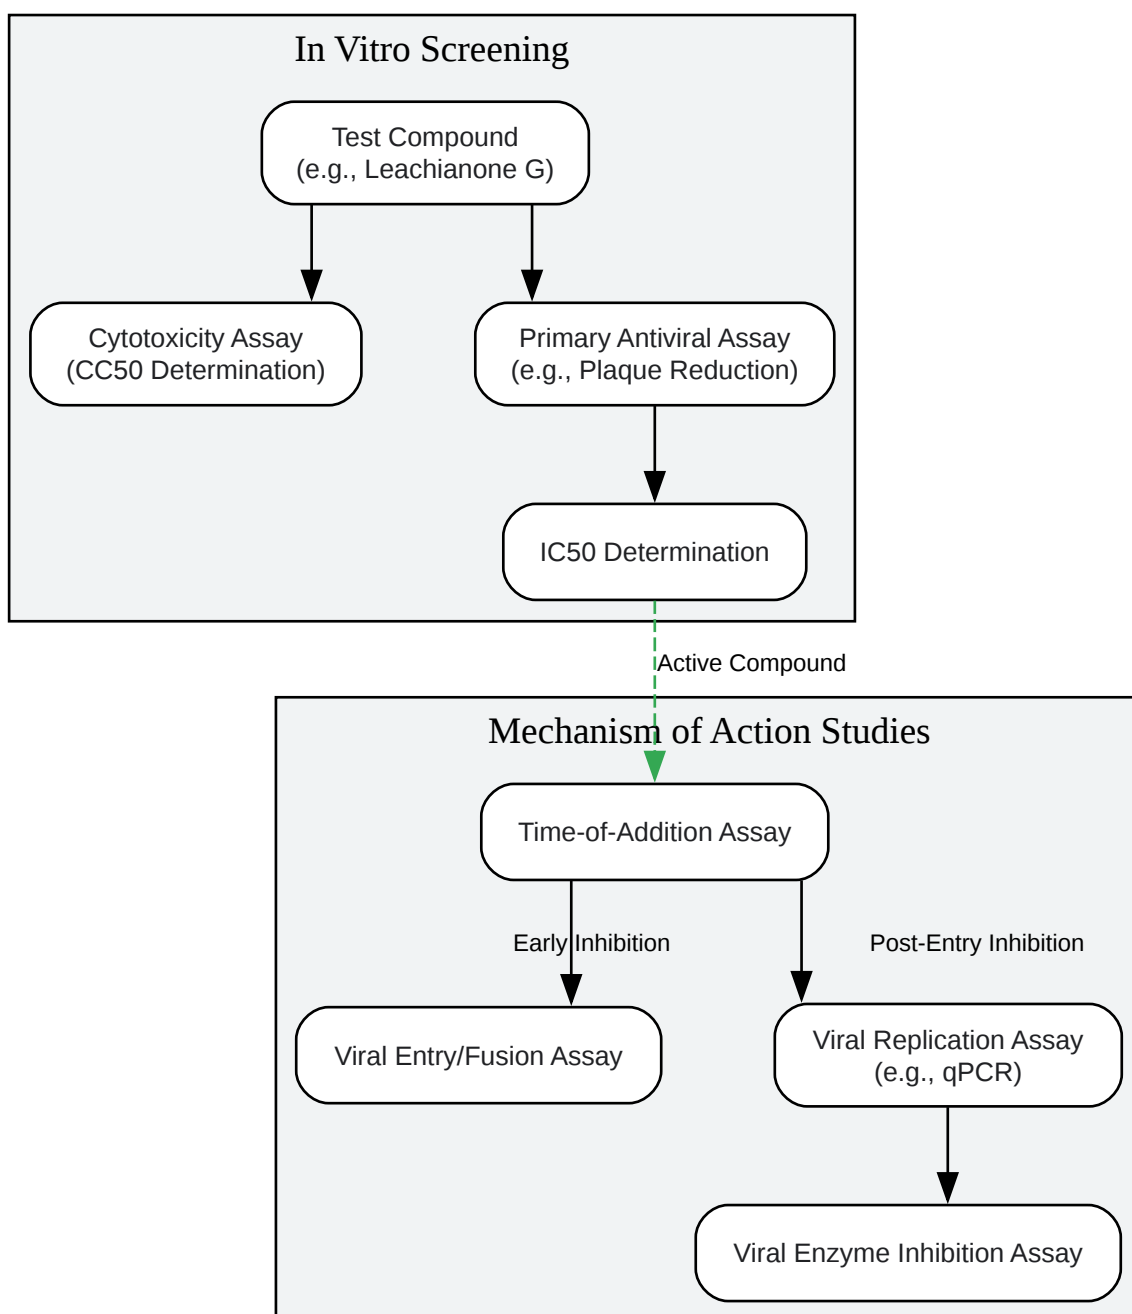 In Vitro Screening
Test Compound
(e.g., Leachianone G)
Cytotoxicity Assay
(CC50 Determination)
Primary Antiviral Assay
(e.g., Plaque Reduction)
IC50 Determination
Active Compound
Mechanism of Action Studies
Time-of-Addition Assay
Early Inhibition
Post-Entry Inhibition
Viral Entry/Fusion Assay
Viral Replication Assay
(e.g., qPCR)
Viral Enzyme Inhibition Assay